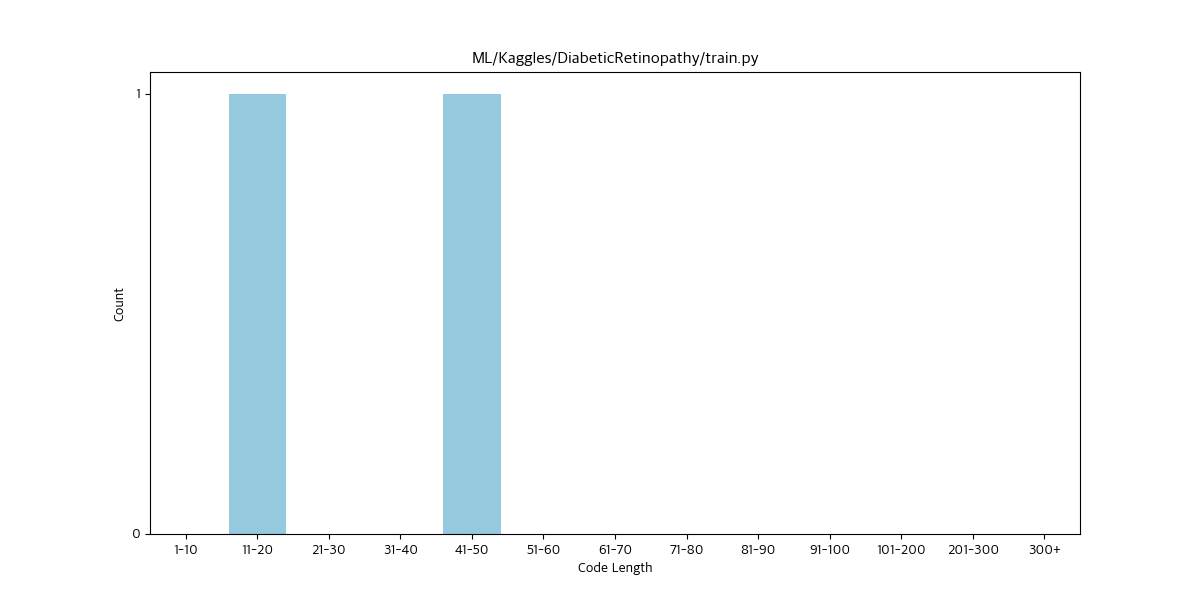 ML/Kaggles/DiabeticRetinopathy/train.py
1
Count
0
1-10 11-20 21-30 31-40 41-50 51-60 61-70 71-80 81-90 91-100 101-200 201-300 300+
Code Length